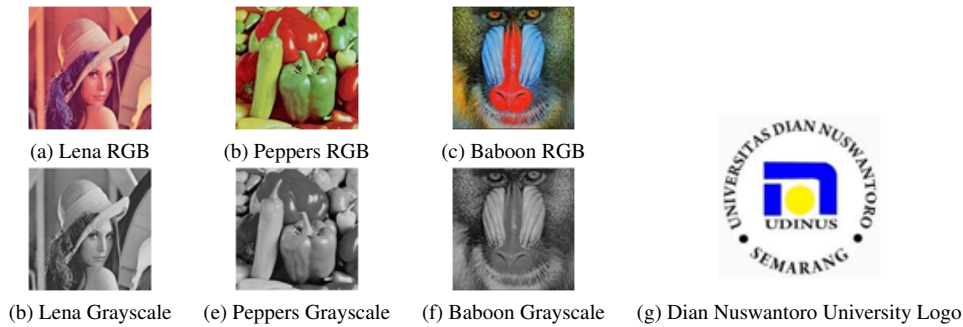 (a) Lena RGB
(b) Peppers RGB
(c) Baboon RGB
UNIVERSITAS DIAN NUSWANTORO
UDINUS
SEMARANG
(b) Lena Grayscale
(e) Peppers Grayscale
(f) Baboon Grayscale
(g) Dian Nuswantoro University Logo